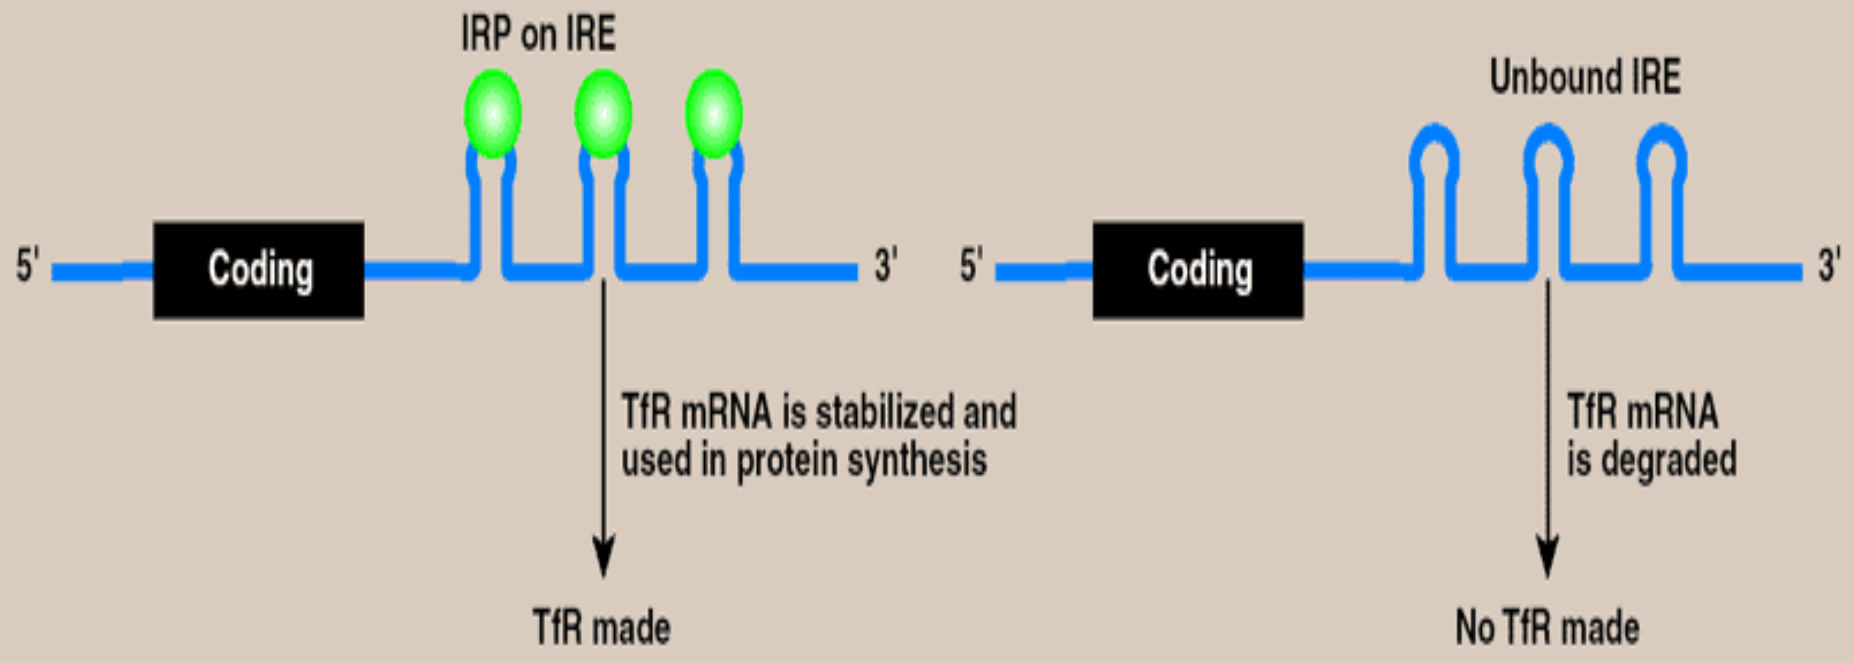 IRP on IRE
5'
Coding
3'
TfR mRNA is stabilized and
used in protein synthesis
TfR made
Unbound IRE
5'
Coding
3'
TfR mRNA
is degraded
No TfR made